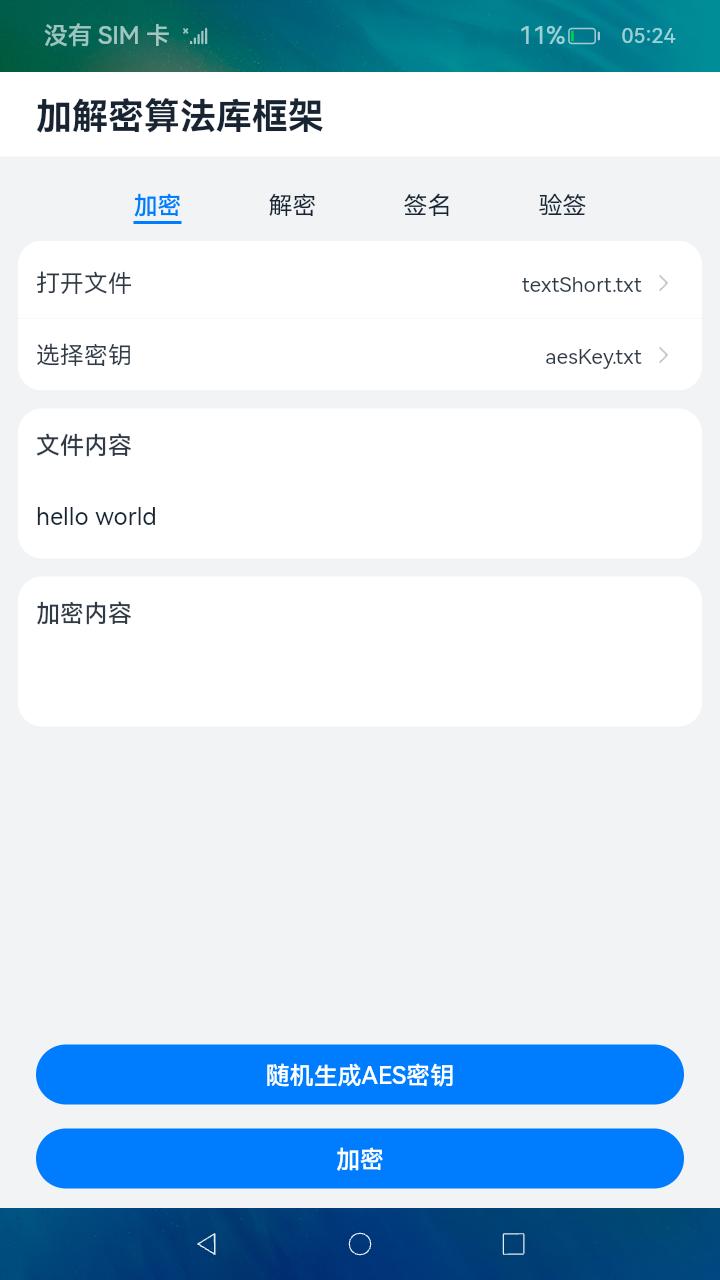 没有 SIM 卡 11% 05:24
加解密算法库框架
加密 解密 签名 验签
打开文件 textShort.txt
选择密钥 aesKey.txt
文件内容
hello world
加密内容
随机生成AES密钥
加密